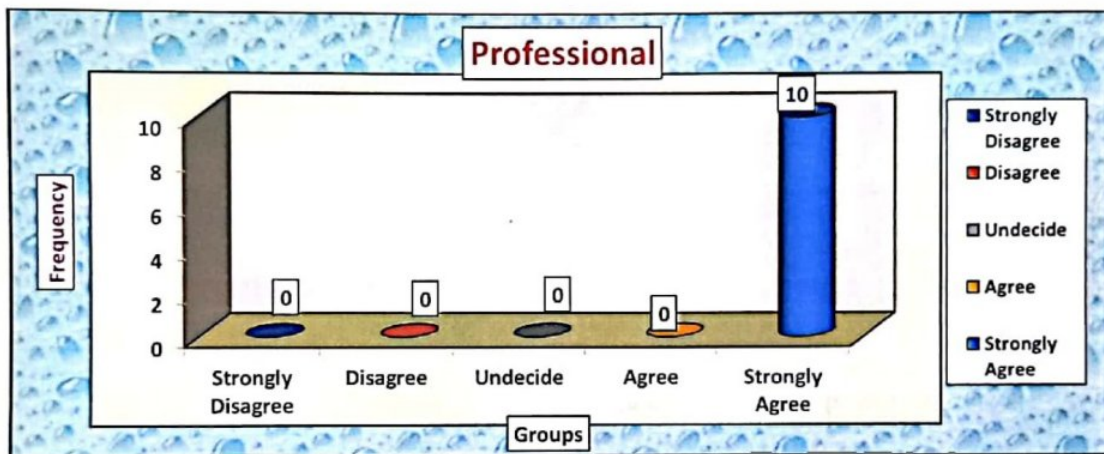 Professional
10
10
8
6
4
2
0
Frequency
0
0
0
0
Strongly
Disagree
Disagree
Undecide
Agree
Strongly
Agree
Groups
Strongly
Disagree
Disagree
Undecide
Agree
Strongly
Agree